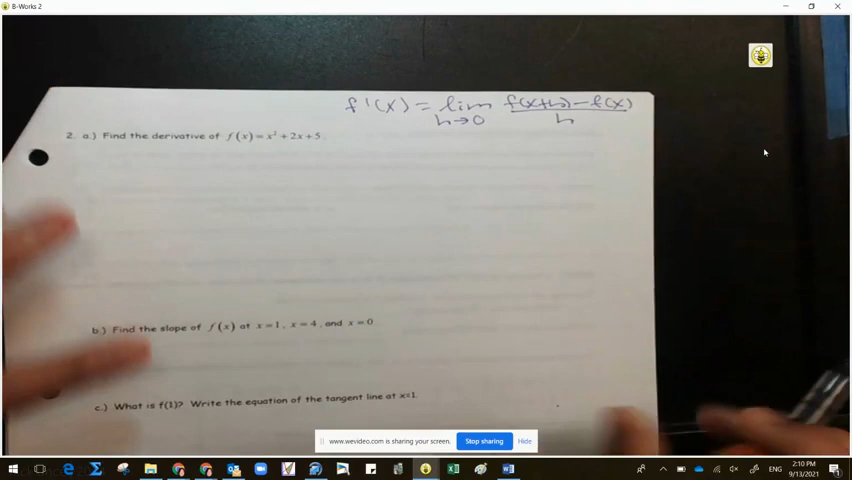 B-Works 2
f'(x) = lim f(x+h) - f(x)
h→0 h
2. a.) Find the derivative of f(x) = x² + 2x + 5.
b.) Find the slope of f(x) at x = 1, x = 4, and x = 0
c.) What is f(1)? Write the equation of the tangent line at x=1.
www.wevideo.com is sharing your screen. Stop sharing Hide
ENG 2:10 PM
9/13/2021